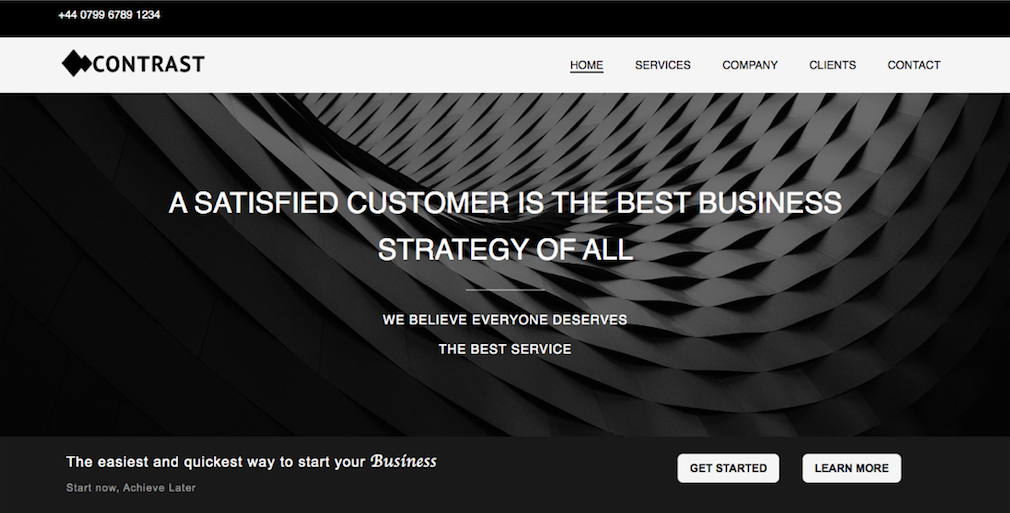 +44 0799 6789 1234
CONTRAST
HOME SERVICES COMPANY CLIENTS CONTACT
A SATISFIED CUSTOMER IS THE BEST BUSINESS
STRATEGY OF ALL
WE BELIEVE EVERYONE DESERVES
THE BEST SERVICE
The easiest and quickest way to start your Business
Start now, Achieve Later
GET STARTED
LEARN MORE